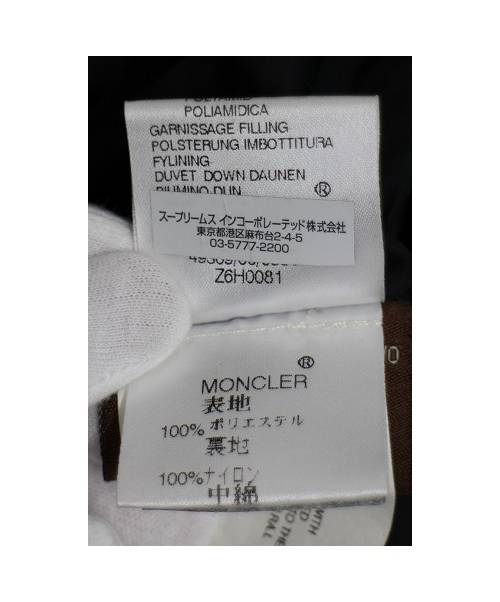 POLIAMIDICA
GARNISSAGE FILLING
POLSTERUNG IMBOTTITURA
FYLINING
DUVET DOWN DAUNEN
PIUMINO DUN ®
スープリームス インコーポレーテッド株式会社
東京都港区麻布台2-4-5
03-5777-2200
Z6H0081
MONCLER ®
表地
100% ポリエステル
裏地
100% ナイロン
中綿